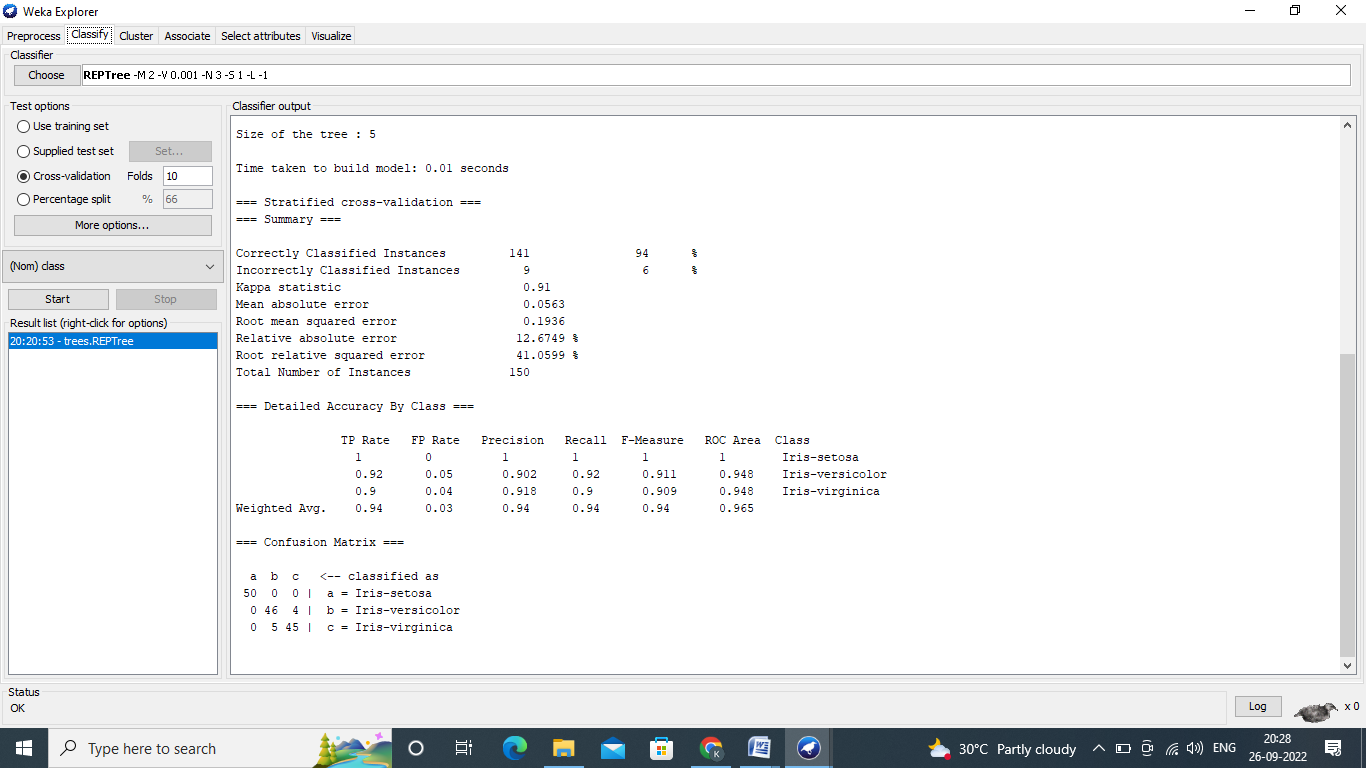 Weka Explorer
Preprocess Classify Cluster Associate Select attributes Visualize
Classifier
Choose REPTree -M 2 -V 0.001 -N 3 -S 1 -L -1
Test options
Use training set
Supplied test set Set...
Cross-validation Folds 10
Percentage split % 66
More options...
(Nom) class
Start Stop
Result list (right-click for options)
20:20:53 - trees.REPTree
Classifier output
Size of the tree : 5
Time taken to build model: 0.01 seconds
=== Stratified cross-validation ===
=== Summary ===
Correctly Classified Instances 141 94 %
Incorrectly Classified Instances 9 6 %
Kappa statistic 0.91
Mean absolute error 0.0563
Root mean squared error 0.1936
Relative absolute error 12.6749 %
Root relative squared error 41.0599 %
Total Number of Instances 150
=== Detailed Accuracy By Class ===
TP Rate FP Rate Precision Recall F-Measure ROC Area Class
1 0 1 1 1 1 Iris-setosa
0.92 0.05 0.902 0.92 0.911 0.948 Iris-versicolor
0.9 0.04 0.918 0.9 0.909 0.948 Iris-virginica
Weighted Avg. 0.94 0.03 0.94 0.94 0.94 0.965
=== Confusion Matrix ===
a b c <-- classified as
50 0 0 | a = Iris-setosa
0 46 4 | b = Iris-versicolor
0 5 45 | c = Iris-virginica
Status
OK
Log x 0
Type here to search
K
W
30°C Partly cloudy
ENG
20:28
26-09-2022